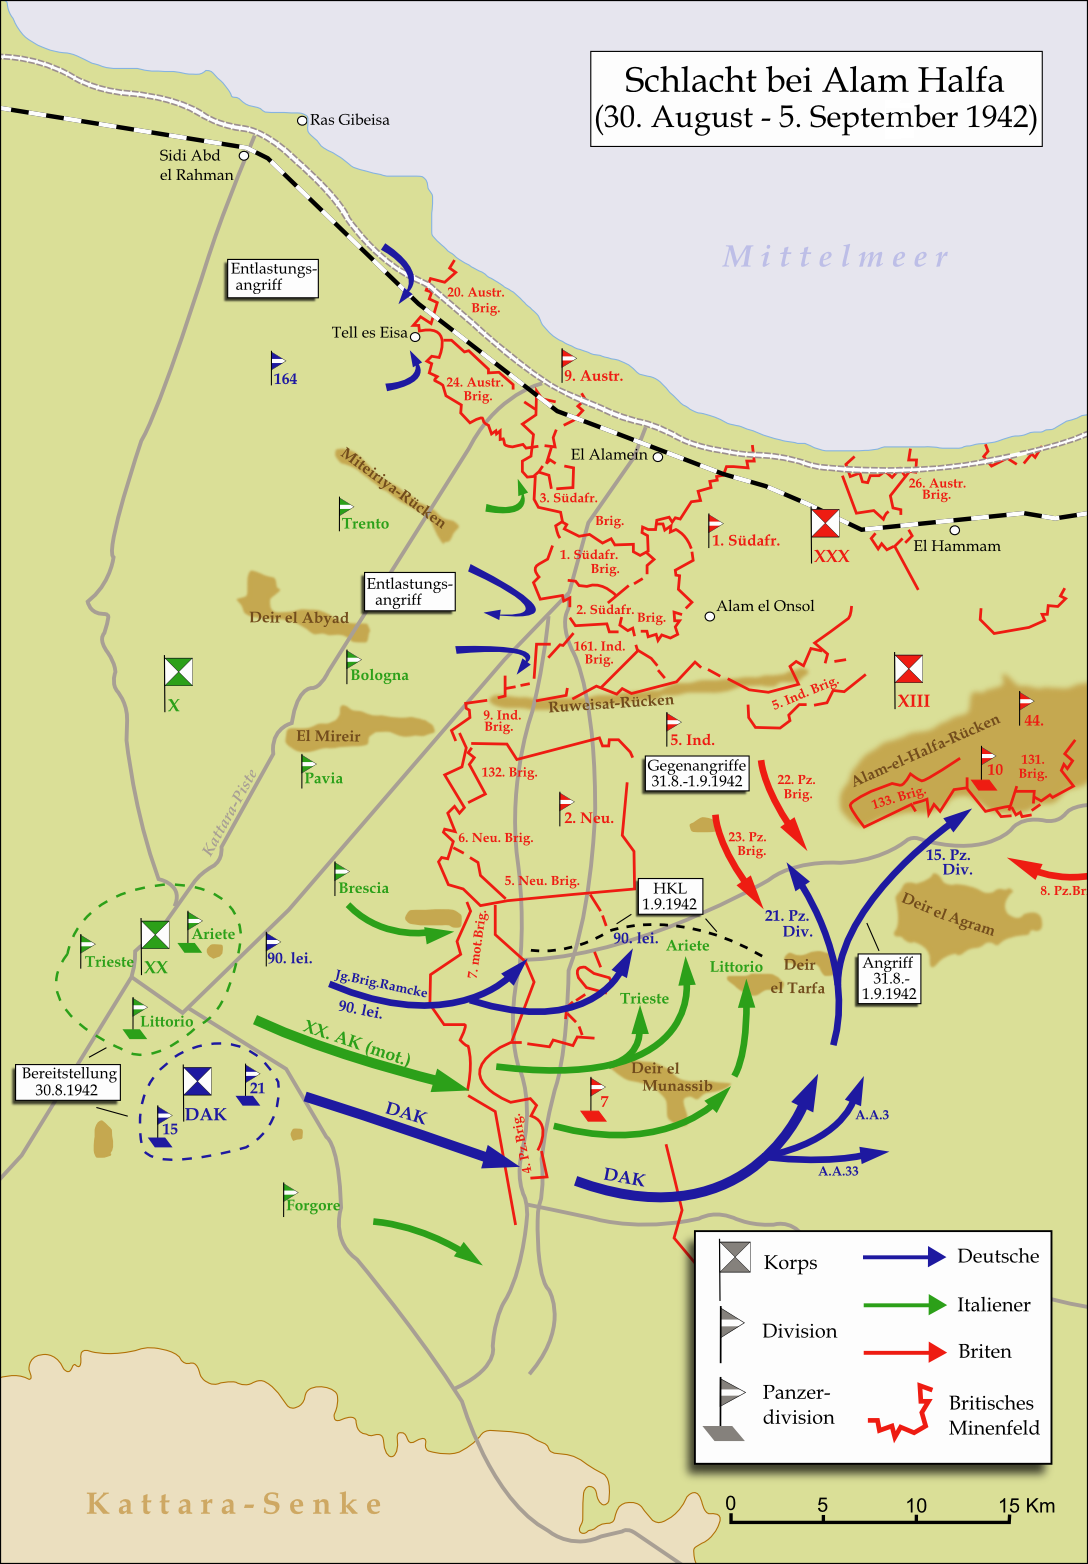 Schlacht bei Alam Halfa
(30. August - 5. September 1942)
Ras Gibeisa
Sidi Abd
el Rahman
Mittelmeer
Entlastungs-
angriff
20. Austr.
Brig.
Tell es Eisa
164
9. Austr.
24. Austr.
Brig.
El Alamein
Miteiriya-Rücken
26. Austr.
Brig.
3. Südafr.
Brig.
Trento
1. Südafr.
XXX
El Hammam
1. Südafr.
Brig.
Entlastungs-
angriff
2. Südafr.
Brig.
Alam el Onsol
Deir el Abyad
161. Ind.
Brig.
Bologna
X
XIII
5. Ind. Brig.
Ruweisat-Rücken
9. Ind.
Brig.
44.
El Mireir
5. Ind.
Alam-el-Halfa-Rücken
Gegenangriffe
31.8.-1.9.1942
132. Brig.
Pavia
22. Pz.
Brig.
10
131.
Brig.
133. Brig.
Kattara-Piste
2. Neu.
6. Neu. Brig.
23. Pz.
Brig.
15. Pz.
Div.
5. Neu. Brig.
Brescia
HKL
1.9.1942
8. Pz.Br
21. Pz.
Div.
Deir el Agram
7. mot.Brig.
90. lei.
Ariete
Ariete
Trieste
XX
90. lei.
Littorio
Deir
el Tarfa
Angriff
31.8.-
1.9.1942
Jg.Brig.Ramcke
90. lei.
Trieste
Littorio
XX. AK (mot.)
Deir el
Munassib
Bereitstellung
30.8.1942
21
DAK
15
7
DAK
A.A.3
4. Pz.Brig.
A.A.33
DAK
Forgore
Korps
Deutsche
Italiener
Division
Briten
Panzer-
division
Britisches
Minenfeld
Kattara-Senke
0 5 10 15 Km